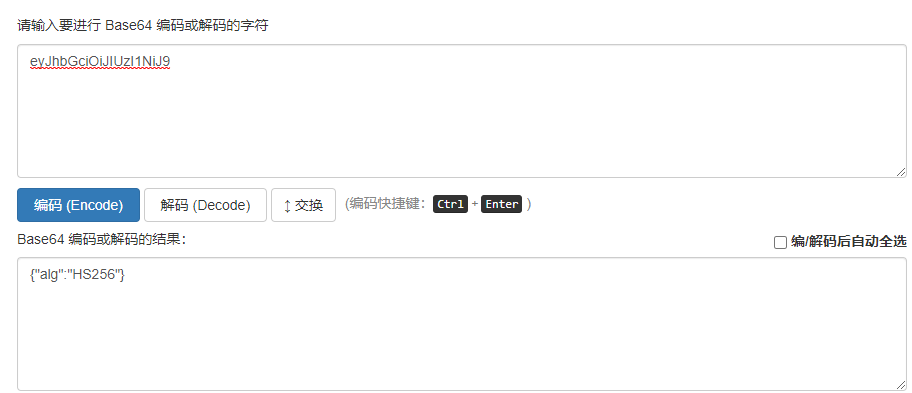 请输入要进行 Base64 编码或解码的字符
eyJhbGciOiJIUzI1NiJ9
编码 (Encode) 解码 (Decode) ↕ 交换 (编码快捷键： Ctrl + Enter )
Base64 编码或解码的结果： 编/解码后自动全选
{"alg":"HS256"}